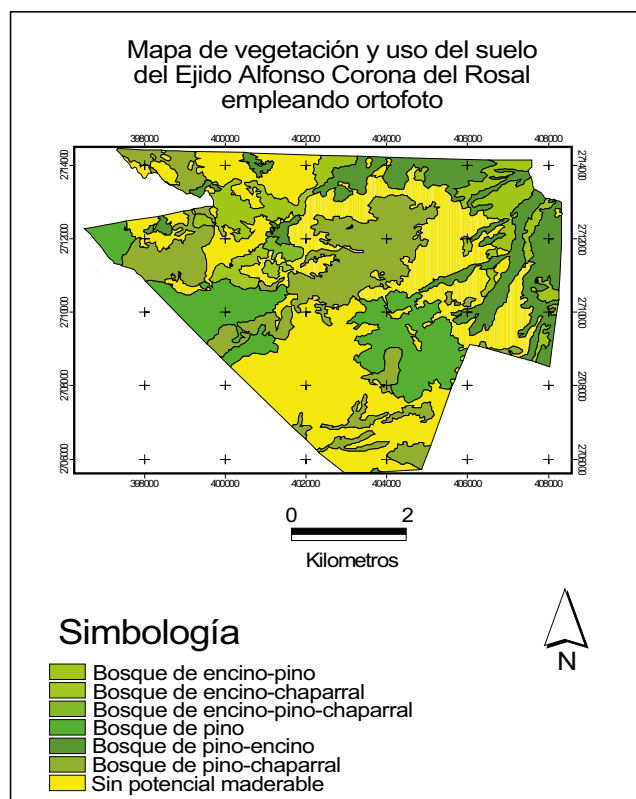 Mapa de vegetación y uso del suelo
del Ejido Alfonso Corona del Rosal
empleando ortofoto
398000 400000 402000 404000 406000 408000
2714000 2714000
2712000 2712000
2710000 2710000
2708000 2708000
2706000 2706000
398000 400000 402000 404000 406000 408000
0 2
Kilometros
N
Simbología
Bosque de encino-pino
Bosque de encino-chaparral
Bosque de encino-pino-chaparral
Bosque de pino
Bosque de pino-encino
Bosque de pino-chaparral
Sin potencial maderable